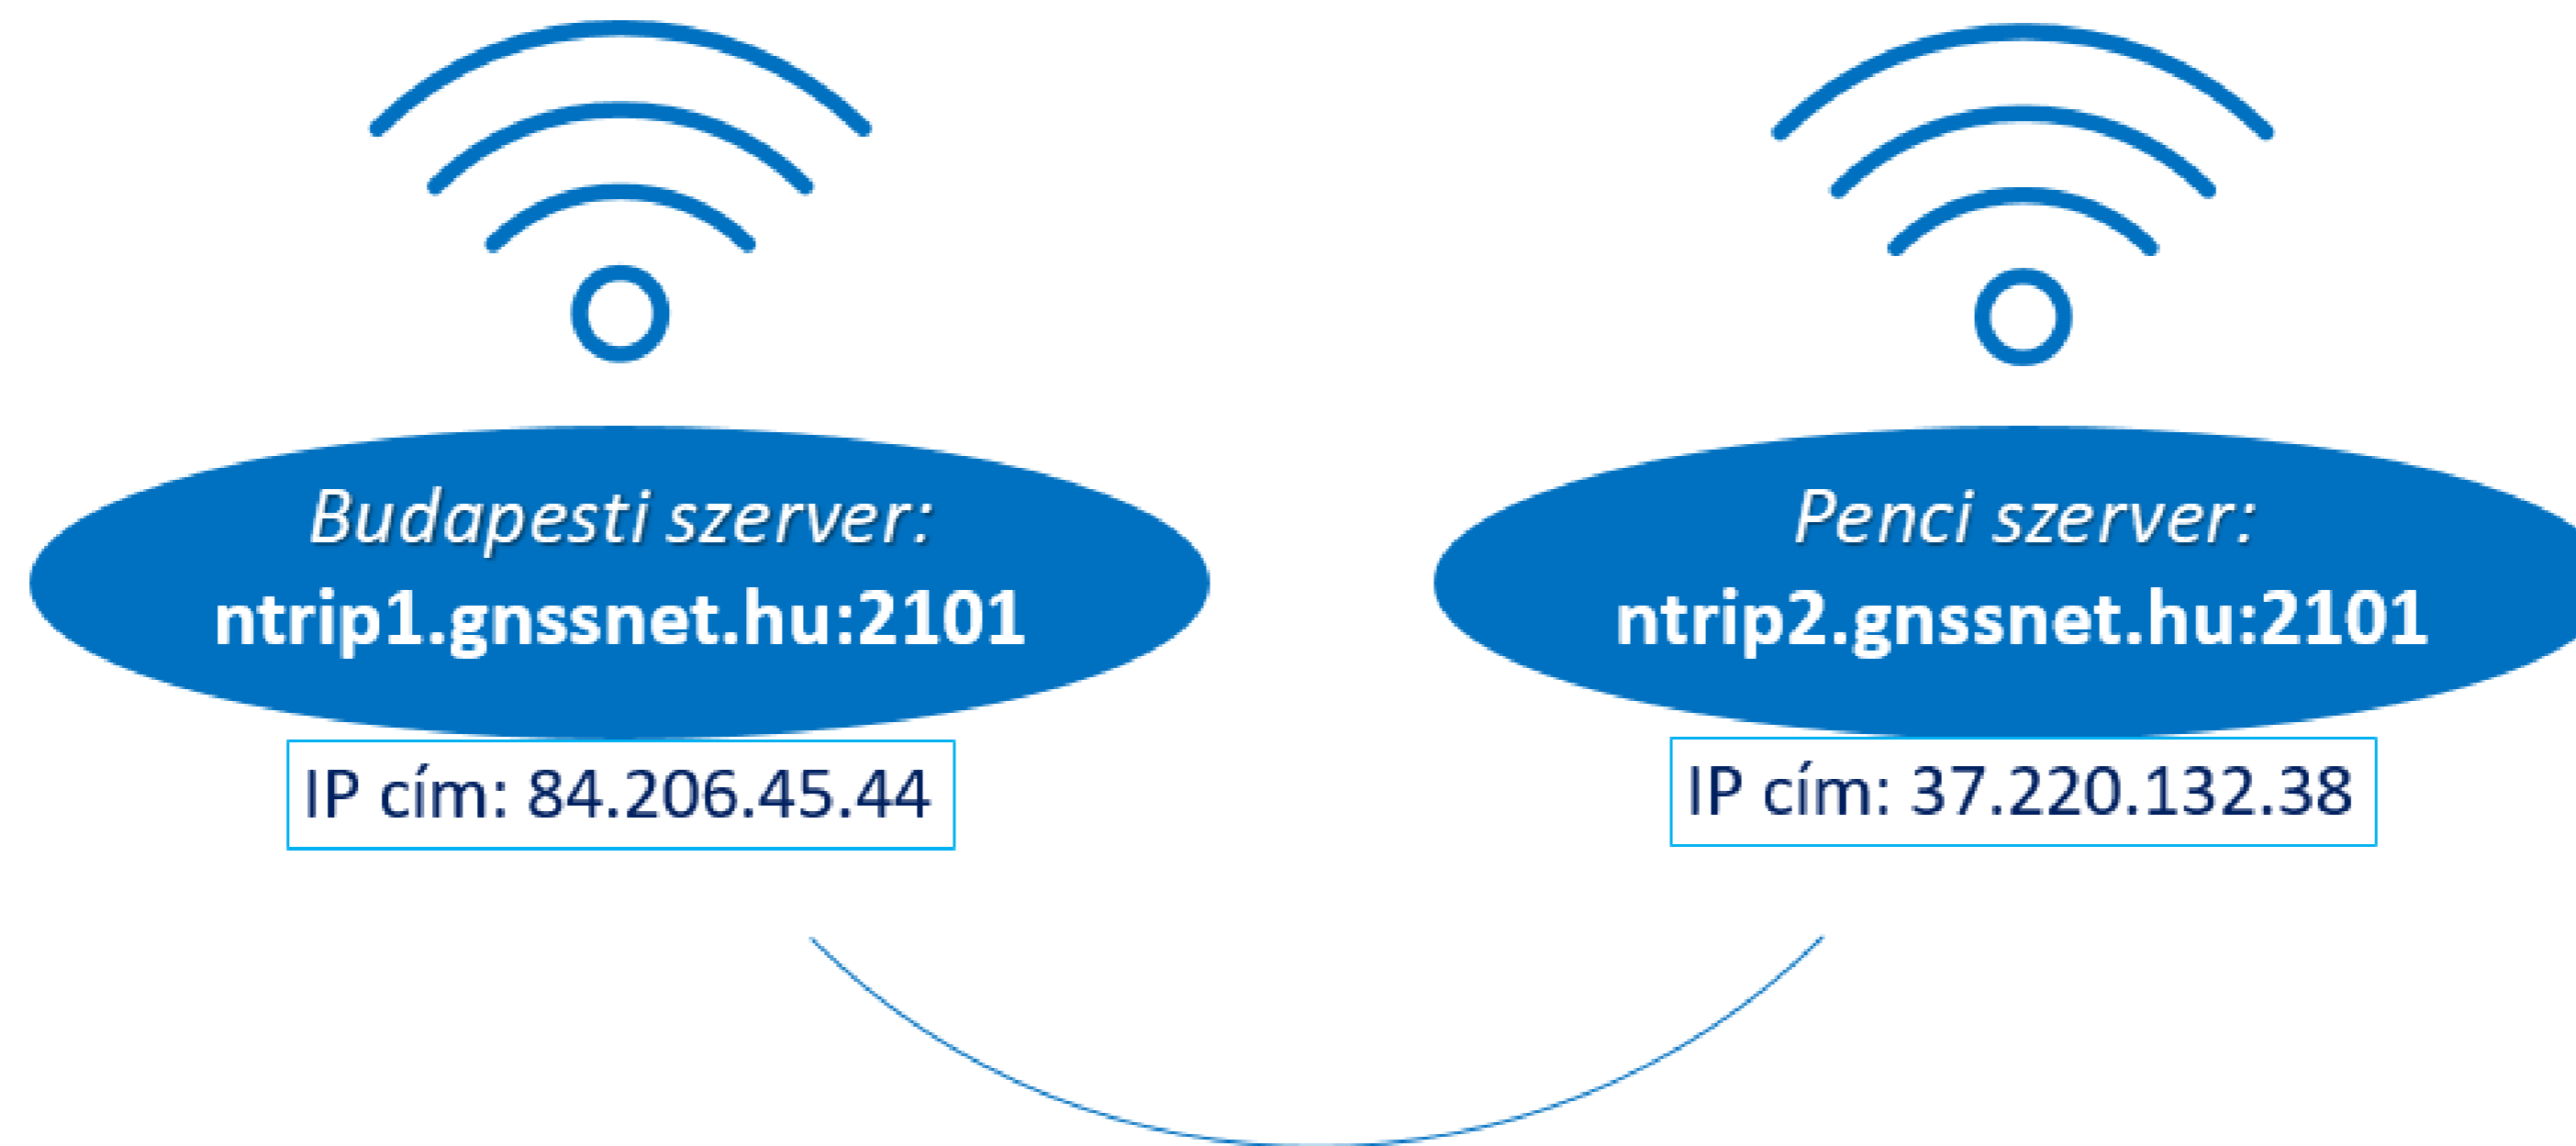 Budapesti szerver:
ntrip1.gnssnet.hu:2101
IP cím: 84.206.45.44
Penci szerver:
ntrip2.gnssnet.hu:2101
IP cím: 37.220.132.38